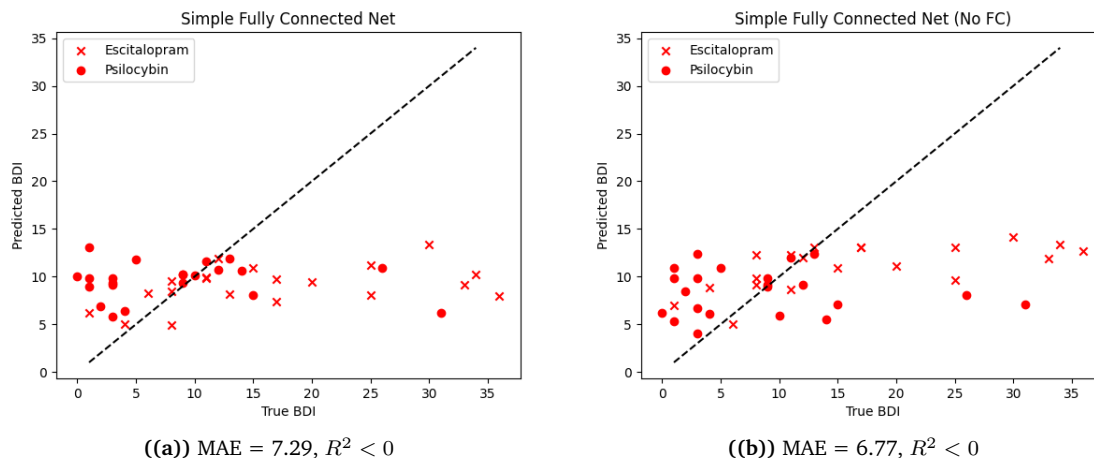 Simple Fully Connected Net
35
30
25
20
15
10
5
0
Predicted BDI
Escitalopram
Psilocybin
0 5 10 15 20 25 30 35
True BDI
((a)) MAE = 7.29, R² < 0
Simple Fully Connected Net (No FC)
35
30
25
20
15
10
5
0
Predicted BDI
Escitalopram
Psilocybin
0 5 10 15 20 25 30 35
True BDI
((b)) MAE = 6.77, R² < 0